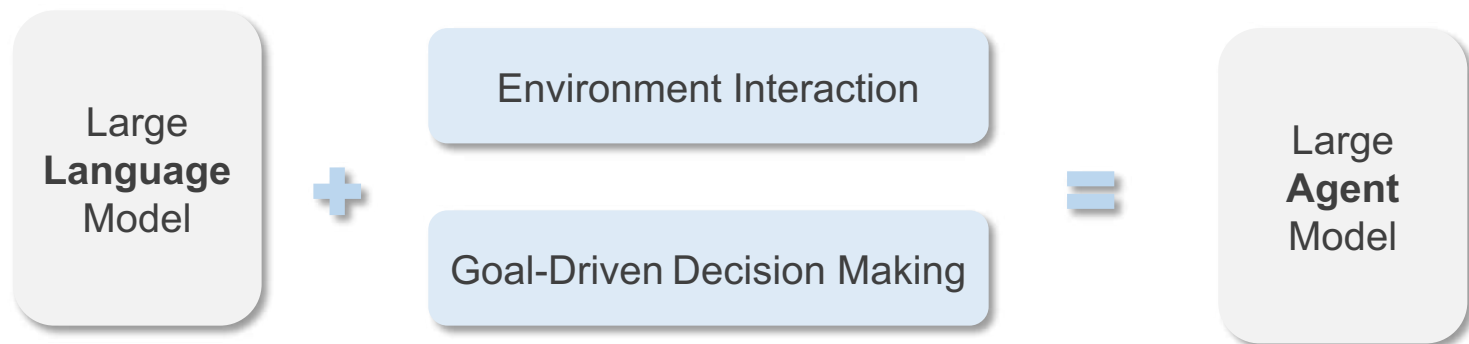 Large
Language
Model
+
Environment Interaction
Goal-Driven Decision Making
=
Large
Agent
Model